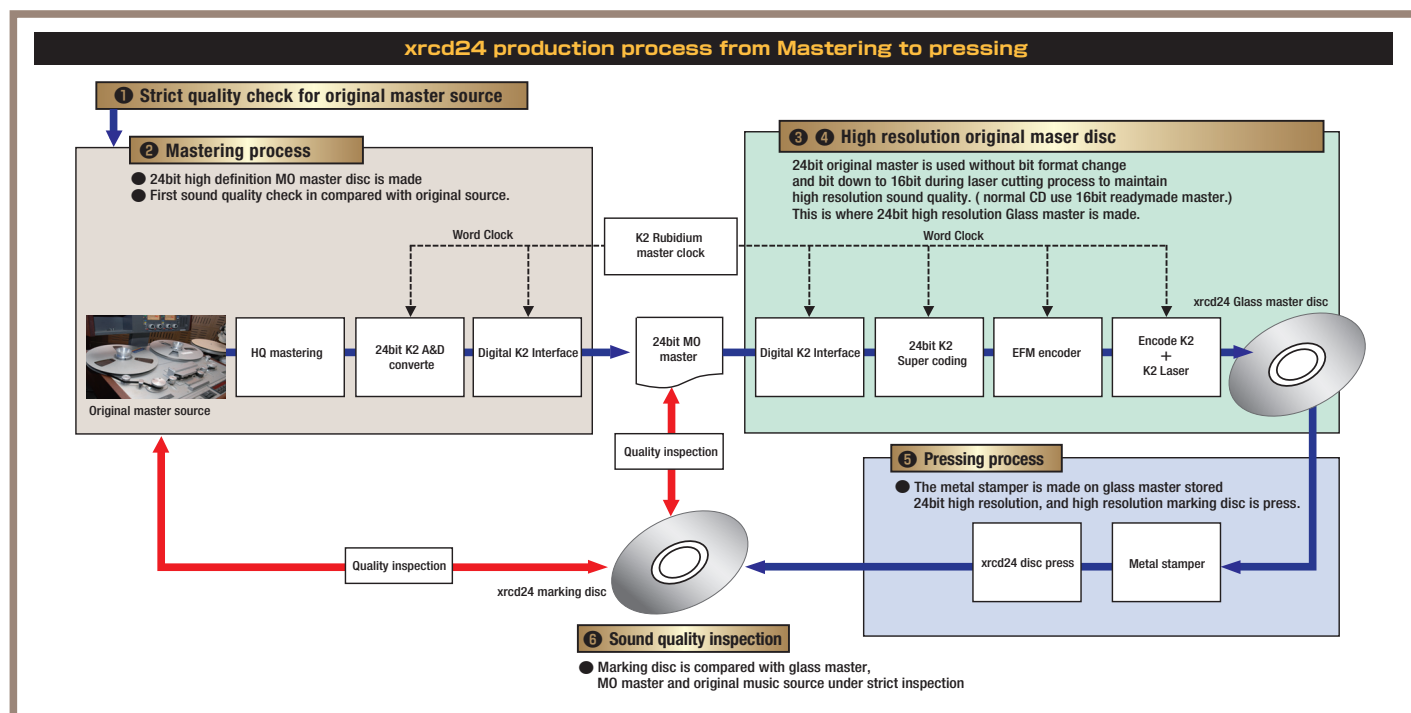 xrcd24 production process from Mastering to pressing
❶ Strict quality check for original master source
❷ Mastering process
● 24bit high definition MO master disc is made
● First sound quality check in compared with original source.
❸ ❹ High resolution original maser disc
24bit original master is used without bit format change
and bit down to 16bit during laser cutting process to maintain
high resolution sound quality. ( normal CD use 16bit readymade master.)
This is where 24bit high resolution Glass master is made.
Word Clock
K2 Rubidium
master clock
Word Clock
xrcd24 Glass master disc
Original master source
HQ mastering
24bit K2 A&D
converte
Digital K2 Interface
24bit MO
master
Digital K2 Interface
24bit K2
Super coding
EFM encoder
Encode K2
+
K2 Laser
Quality inspection
❺ Pressing process
● The metal stamper is made on glass master stored
24bit high resolution, and high resolution marking disc is press.
Quality inspection
xrcd24 marking disc
xrcd24 disc press
Metal stamper
❻ Sound quality inspection
● Marking disc is compared with glass master,
MO master and original music source under strict inspection